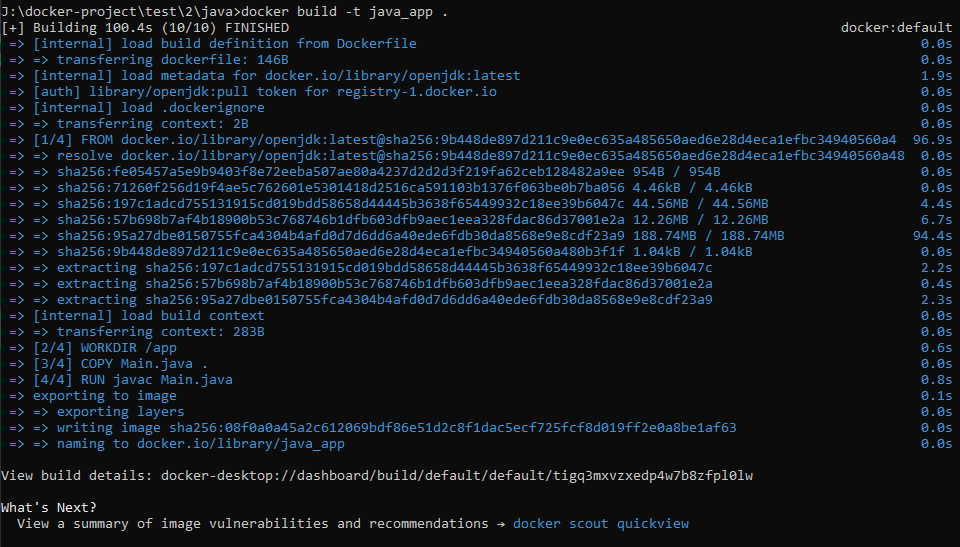 J:\docker-project\test\2\java>docker build -t java_app .
[+] Building 100.4s (10/10) FINISHED docker:default
=> [internal] load build definition from Dockerfile 0.0s
=> => transferring dockerfile: 146B 0.0s
=> [internal] load metadata for docker.io/library/openjdk:latest 1.9s
=> [auth] library/openjdk:pull token for registry-1.docker.io 0.0s
=> [internal] load .dockerignore 0.0s
=> => transferring context: 2B 0.0s
=> [1/4] FROM docker.io/library/openjdk:latest@sha256:9b448de897d211c9e0ec635a485650aed6e28d4eca1efbc34940560a4 96.9s
=> => resolve docker.io/library/openjdk:latest@sha256:9b448de897d211c9e0ec635a485650aed6e28d4eca1efbc34940560a48 0.0s
=> => sha256:fe05457a5e9b9403f8e72eeba507ae80a4237d2d2d3f219fa62ceb128482a9ee 954B / 954B 0.0s
=> => sha256:71260f256d19f4ae5c762601e5301418d2516ca591103b1376f063be0b7ba056 4.46kB / 4.46kB 0.0s
=> => sha256:197c1adcd755131915cd019bdd58658d44445b3638f65449932c18ee39b6047c 44.56MB / 44.56MB 4.4s
=> => sha256:57b698b7af4b18900b53c768746b1dfb603dfb9aec1eea328fdac86d37001e2a 12.26MB / 12.26MB 6.7s
=> => sha256:95a27dbe0150755fca4304b4afd0d7d6dd6a40ede6fdb30da8568e9e8cdf23a9 188.74MB / 188.74MB 94.4s
=> => sha256:9b448de897d211c9e0ec635a485650aed6e28d4eca1efbc34940560a480b3f1f 1.04kB / 1.04kB 0.0s
=> => extracting sha256:197c1adcd755131915cd019bdd58658d44445b3638f65449932c18ee39b6047c 2.2s
=> => extracting sha256:57b698b7af4b18900b53c768746b1dfb603dfb9aec1eea328fdac86d37001e2a 0.4s
=> => extracting sha256:95a27dbe0150755fca4304b4afd0d7d6dd6a40ede6fdb30da8568e9e8cdf23a9 2.3s
=> [internal] load build context 0.0s
=> => transferring context: 283B 0.0s
=> [2/4] WORKDIR /app 0.6s
=> [3/4] COPY Main.java . 0.0s
=> [4/4] RUN javac Main.java 0.8s
=> exporting to image 0.1s
=> => exporting layers 0.0s
=> => writing image sha256:08f0a0a45a2c612069bdf86e51d2c8f1dac5ecf725fcf8d019ff2e0a8be1af63 0.0s
=> => naming to docker.io/library/java_app 0.0s
View build details: docker-desktop://dashboard/build/default/default/tigq3mxvzxedp4w7b8zfpl0lw
What's Next?
View a summary of image vulnerabilities and recommendations → docker scout quickview